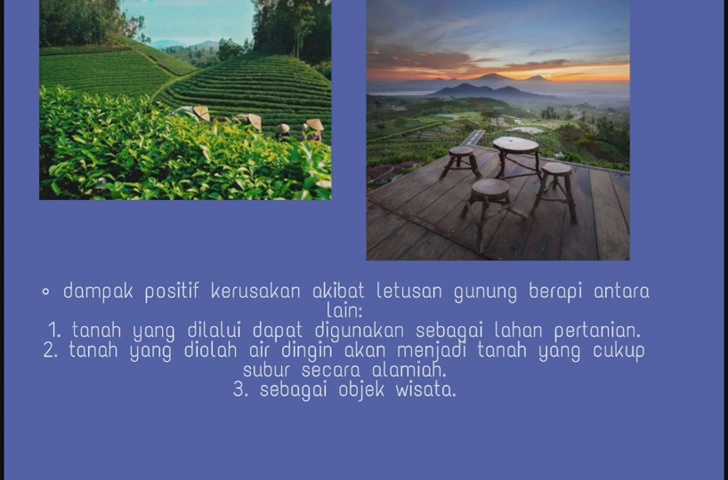 dampak positif kerusakan akibat letusan gunung berapi antara
lain:
1. tanah yang dilalui dapat digunakan sebagai lahan pertanian.
2. tanah yang diolah air dingin akan menjadi tanah yang cukup
subur secara alamiah.
3. sebagai objek wisata.